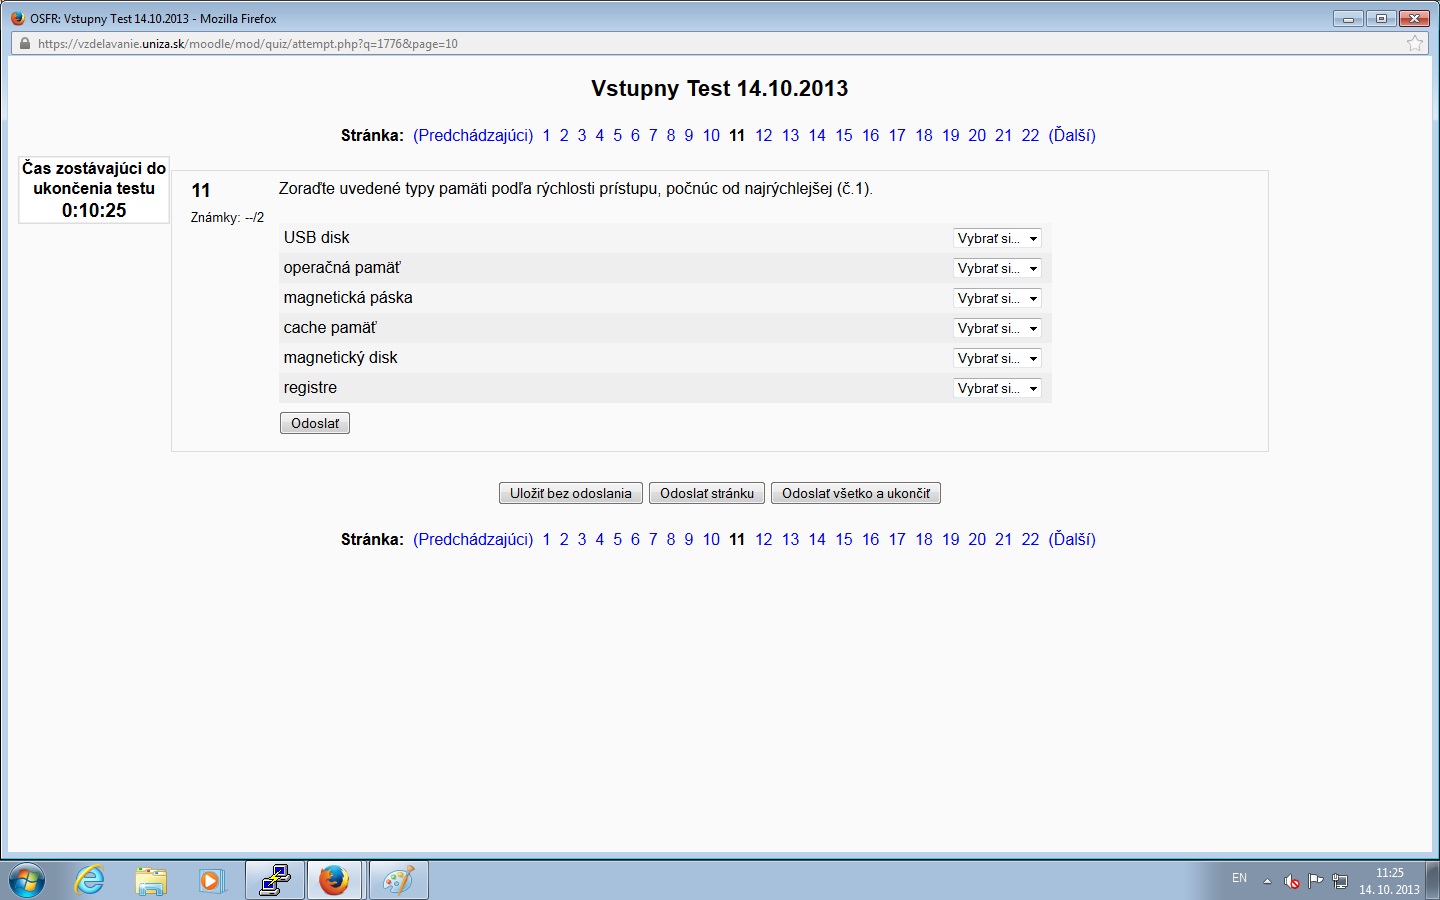 OSFR: Vstupny Test 14.10.2013 - Mozilla Firefox
https://vzdelavanie.uniza.sk/moodle/mod/quiz/attempt.php?q=1776&page=10
Vstupny Test 14.10.2013
Stránka: (Predchádzajúci) 1 2 3 4 5 6 7 8 9 10 11 12 13 14 15 16 17 18 19 20 21 22 (Ďalší)
Čas zostávajúci do
ukončenia testu
0:10:25
11
Známky: --/2
Zoraďte uvedené typy pamäti podľa rýchlosti prístupu, počnúc od najrýchlejšej (č.1).
USB disk Vybrať si...
operačná pamäť Vybrať si...
magnetická páska Vybrať si...
cache pamäť Vybrať si...
magnetický disk Vybrať si...
registre Vybrať si...
Odoslať
Uložiť bez odoslania Odoslať stránku Odoslať všetko a ukončiť
Stránka: (Predchádzajúci) 1 2 3 4 5 6 7 8 9 10 11 12 13 14 15 16 17 18 19 20 21 22 (Ďalší)
EN
11:25
14. 10. 2013